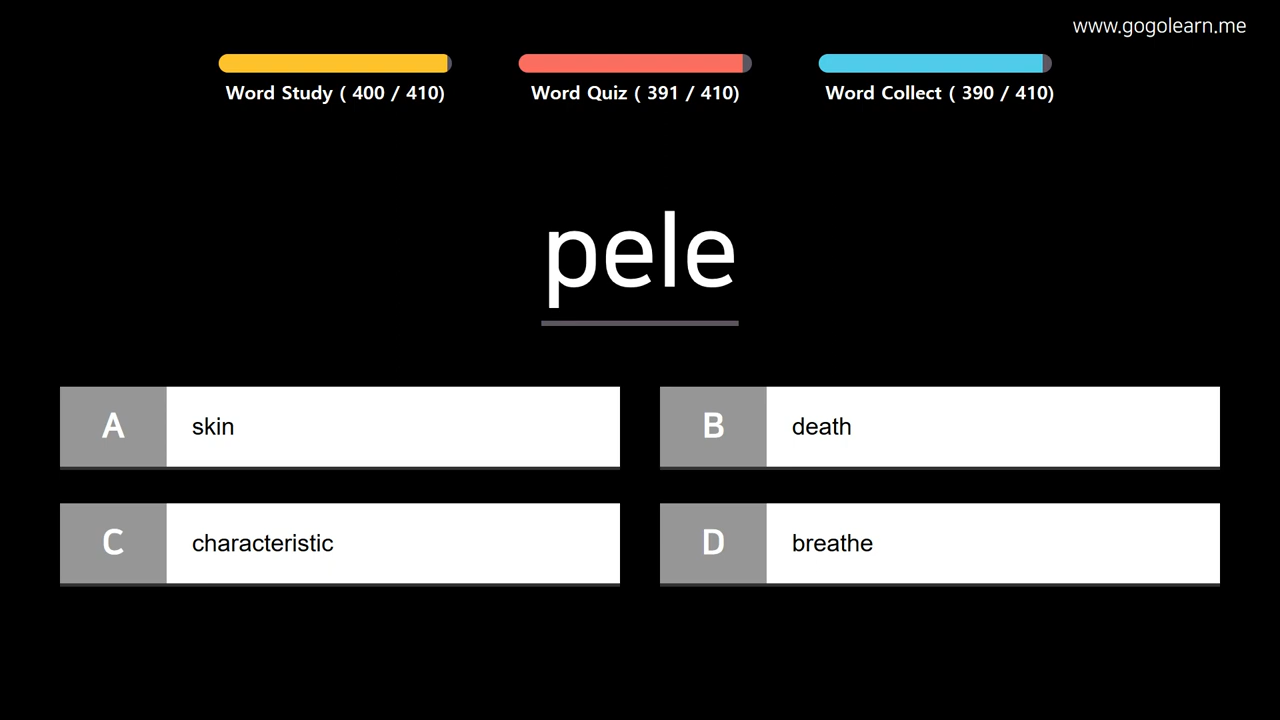 www.gogolearn.me
Word Study ( 400 / 410)
Word Quiz ( 391 / 410)
Word Collect ( 390 / 410)
pele
A skin
B death
C characteristic
D breathe